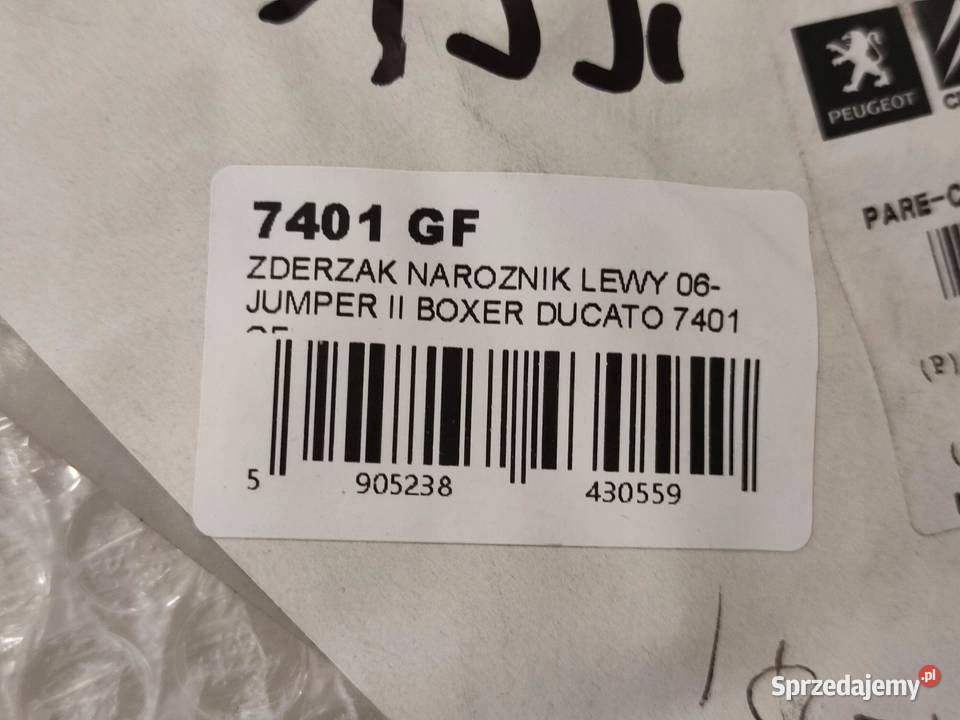 PEUGEOT
PARE-C
7401 GF
ZDERZAK NAROZNIK LEWY 06-
JUMPER II BOXER DUCATO 7401
5 905238 430559
(P)
Sprzedajemy.pl